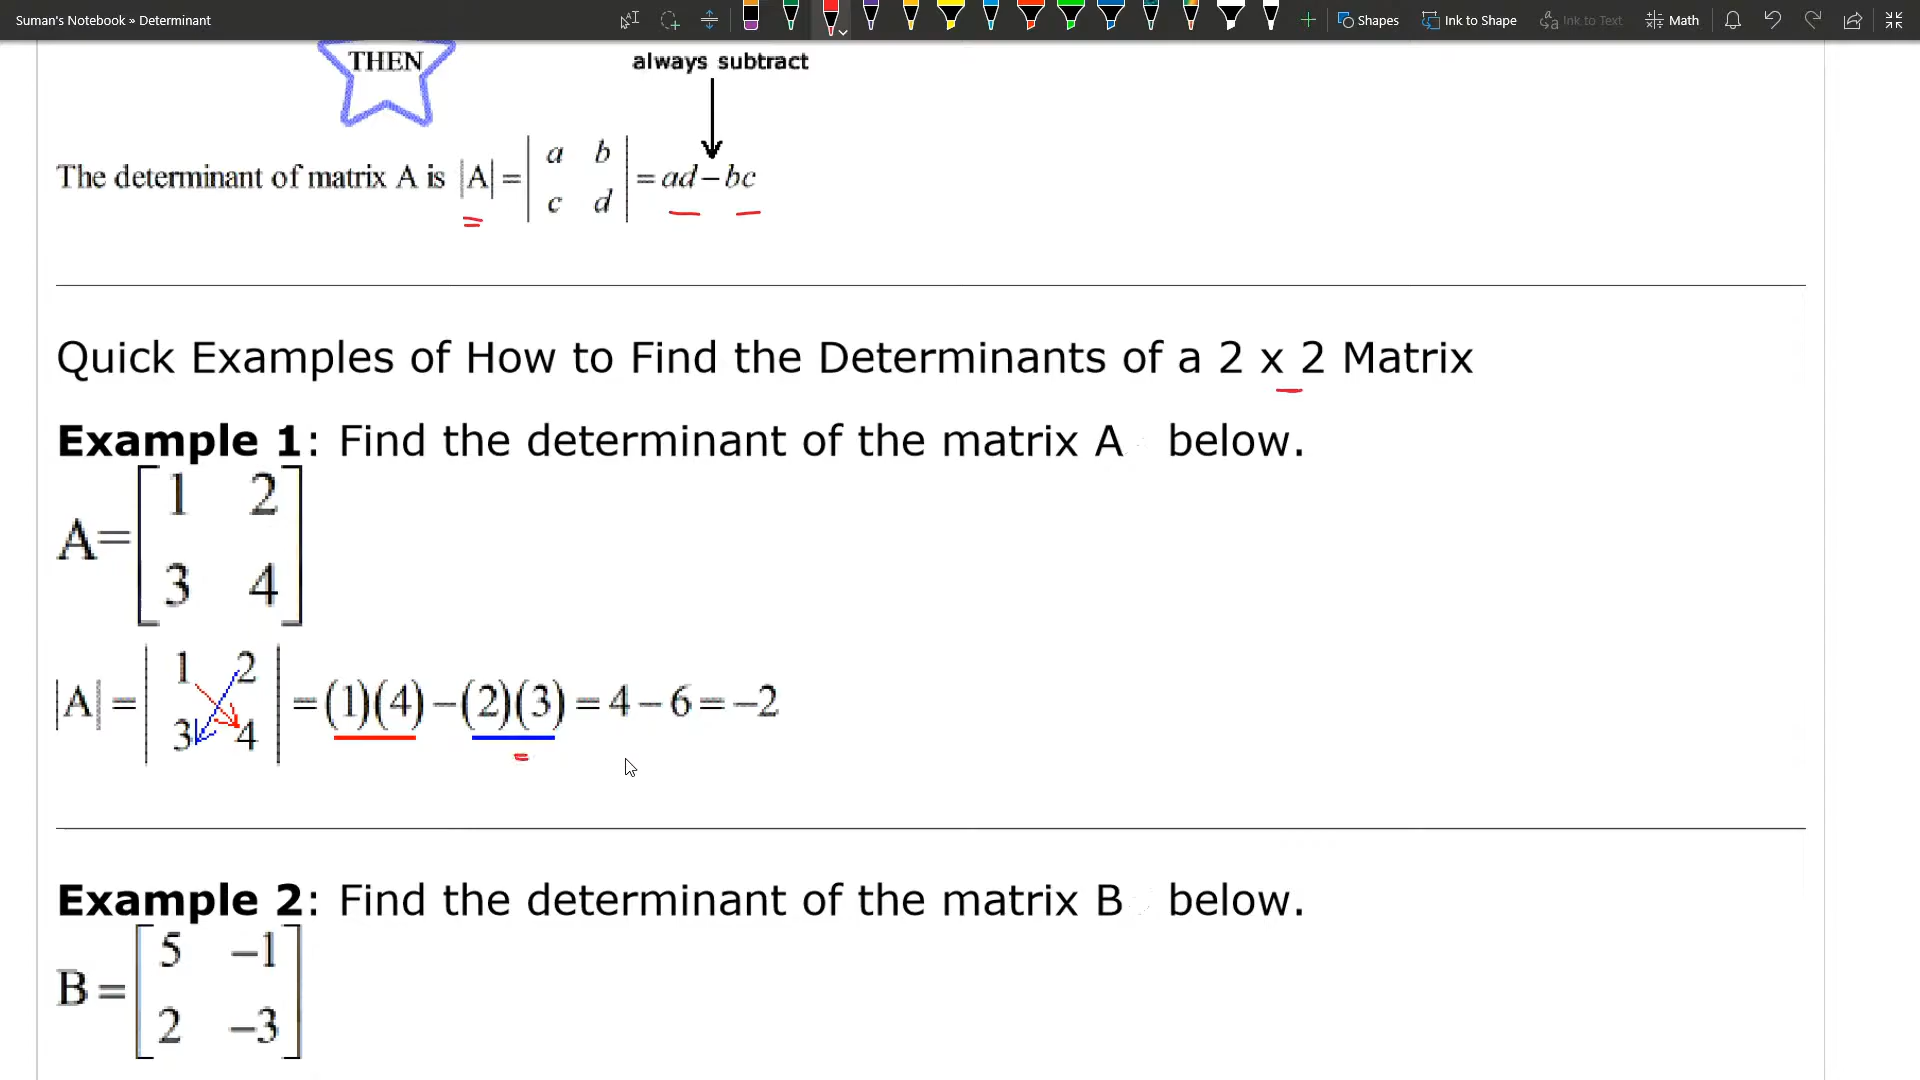 Suman's Notebook » Determinant
Shapes
Ink to Shape
Ink to Text
Math
THEN
always subtract
The determinant of matrix A is |A| = | a b | = ad − bc
c d
Quick Examples of How to Find the Determinants of a 2 x 2 Matrix
Example 1: Find the determinant of the matrix A below.
1 2
A=
3 4
|A| = | 1 2 | = (1)(4) − (2)(3) = 4 − 6 = −2
3 4
Example 2: Find the determinant of the matrix B below.
5 −1
B=
2 −3